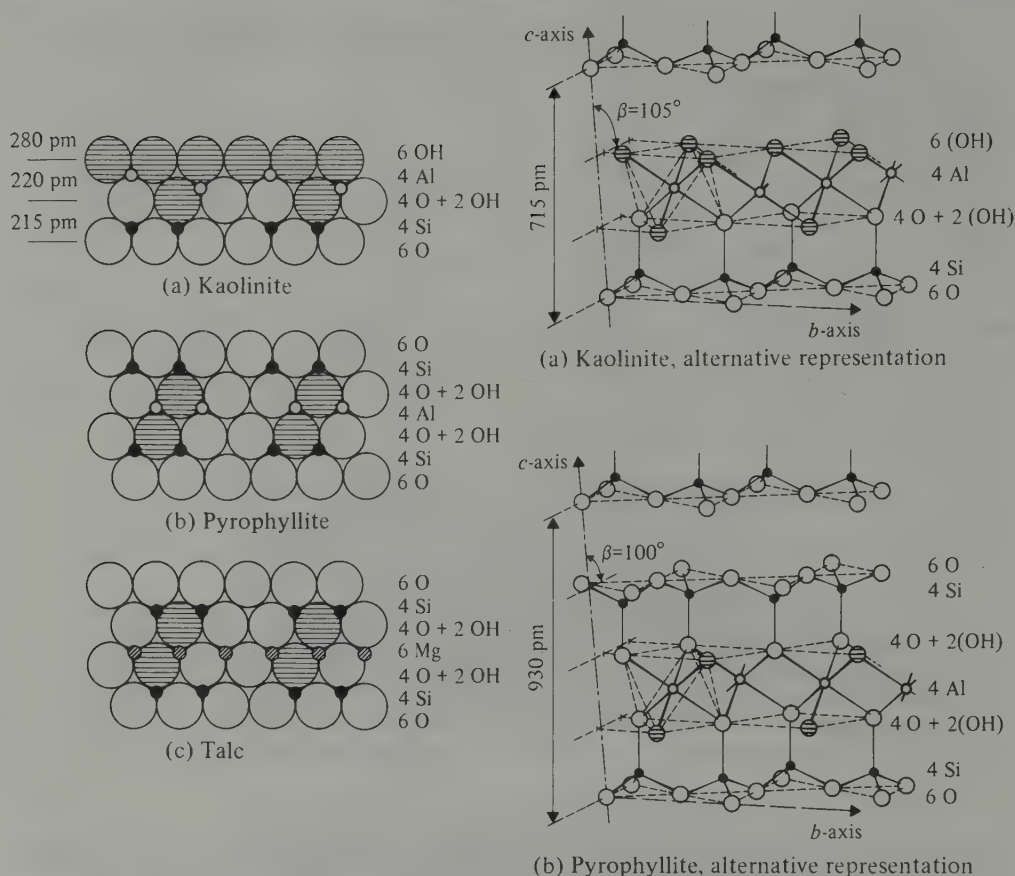 280 pm
220 pm
215 pm
6 OH
4 Al
4 O + 2 OH
4 Si
6 O
(a) Kaolinite
6 O
4 Si
4 O + 2 OH
4 Al
4 O + 2 OH
4 Si
6 O
(b) Pyrophyllite
6 O
4 Si
4 O + 2 OH
6 Mg
4 O + 2 OH
4 Si
6 O
(c) Talc
c-axis
β=105°
715 pm
6 (OH)
4 Al
4 O + 2 (OH)
4 Si
6 O
b-axis
(a) Kaolinite, alternative representation
c-axis
β=100°
930 pm
6 O
4 Si
4 O + 2(OH)
4 Al
4 O + 2(OH)
4 Si
6 O
b-axis
(b) Pyrophyllite, alternative representation